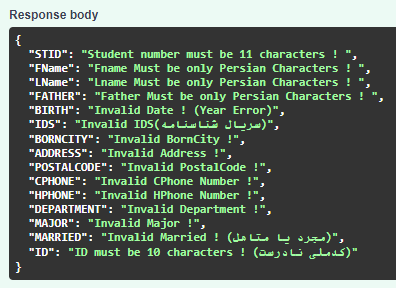 Response body
{
"STID": "Student number must be 11 characters ! ",
"FName": "Fname Must be only Persian Characters ! ",
"LName": "Lname Must be only Persian Characters ! ",
"FATHER": "Father Must be only Persian Characters ! ",
"BIRTH": "Invalid Date ! (Year Error)",
"IDS": "Invalid IDS(سریال شناسنامه)",
"BORNCITY": "Invalid BornCity !",
"ADDRESS": "Invalid Address !",
"POSTALCODE": "Invalid PostalCode !",
"CPHONE": "Invalid CPhone Number !",
"HPHONE": "Invalid HPhone Number !",
"DEPARTMENT": "Invalid Department !",
"MAJOR": "Invalid Major !",
"MARRIED": "Invalid Married ! (مجرد یا متاهل)",
"ID": "ID must be 10 characters ! (کدملی نادرست)"
}